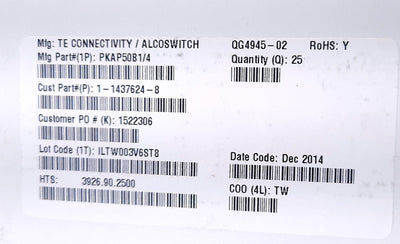 Mfg: TE CONNECTIVITY / ALCOSWITCH QG4945-02 RoHS: Y
Mfg Part#(1P): PKAP50B1/4 Quantity (Q): 25
Cust Part#(P): 1-1437624-8
Customer PO # (K): 1522306
Lot Code (1T): ILTW003V6ST8 Date Code: Dec 2014
HTS: 3926.90.2500 COO (4L): TW